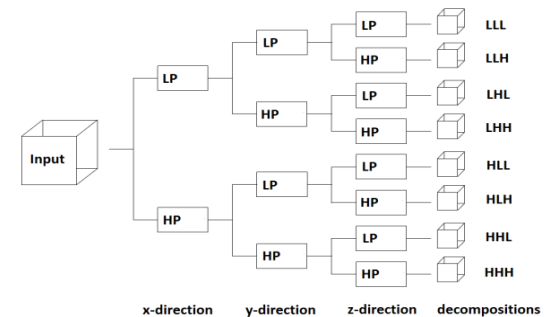 LP LLL
LP
HP LLH
LP
LP LHL
HP
HP LHH
Input
LP HLL
LP
HP HLH
HP
LP HHL
HP
HP HHH
x-direction y-direction z-direction decompositions